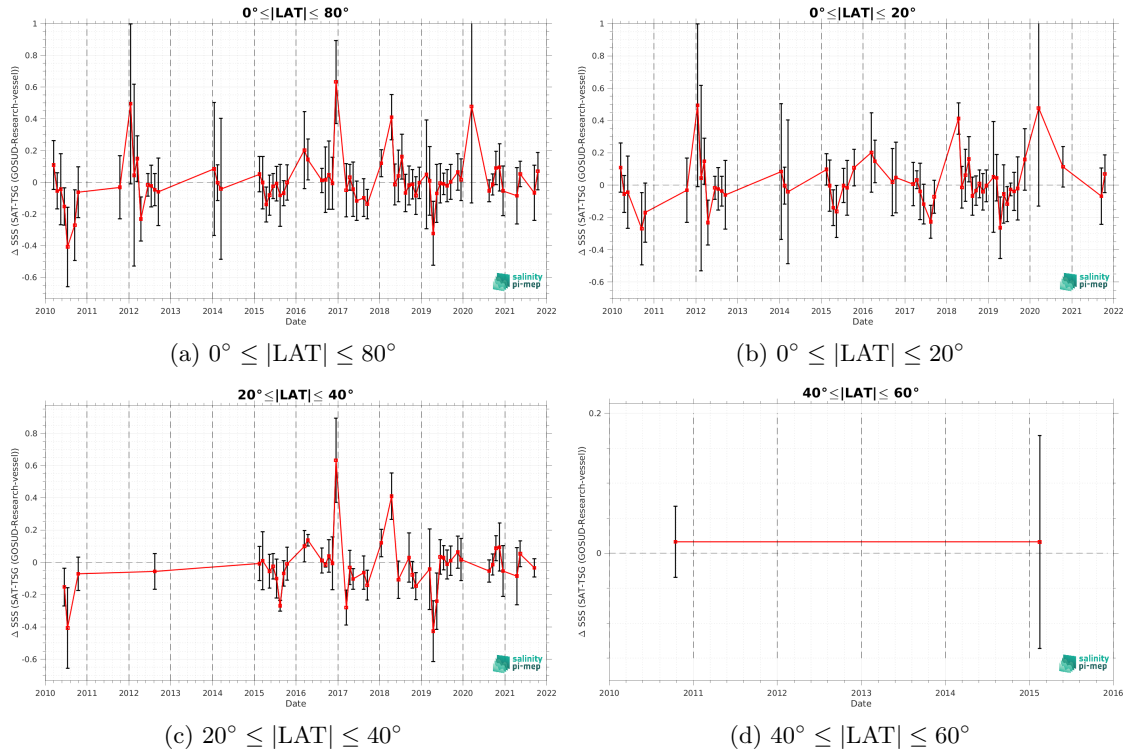 0°≤|LAT|≤ 80°
Δ SSS (SAT-TSG (GOSUD-Research-vessel))
1
0.8
0.6
0.4
0.2
0
-0.2
-0.4
-0.6
2010 2011 2012 2013 2014 2015 2016 2017 2018 2019 2020 2021 2022
Date
salinity
pi-mep
(a) 0° ≤ |LAT| ≤ 80°
0°≤|LAT|≤ 20°
Δ SSS (SAT-TSG (GOSUD-Research-vessel))
1
0.8
0.6
0.4
0.2
0
-0.2
-0.4
-0.6
2010 2011 2012 2013 2014 2015 2016 2017 2018 2019 2020 2021 2022
Date
salinity
pi-mep
(b) 0° ≤ |LAT| ≤ 20°
20°≤|LAT|≤ 40°
Δ SSS (SAT-TSG (GOSUD-Research-vessel))
0.8
0.6
0.4
0.2
0
-0.2
-0.4
-0.6
2010 2011 2012 2013 2014 2015 2016 2017 2018 2019 2020 2021 2022
Date
salinity
pi-mep
(c) 20° ≤ |LAT| ≤ 40°
40°≤|LAT|≤ 60°
Δ SSS (SAT-TSG (GOSUD-Research-vessel))
0.2
0
2010 2011 2012 2013 2014 2015 2016
Date
salinity
pi-mep
(d) 40° ≤ |LAT| ≤ 60°